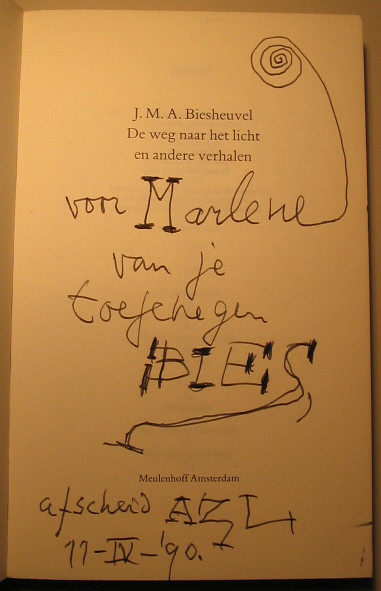 J. M. A. Biesheuvel
De weg naar het licht
en andere verhalen
voor Marlene
van je
toegenegen
BIES
Meulenhoff Amsterdam
afscheid AZL
11-IV-'90.